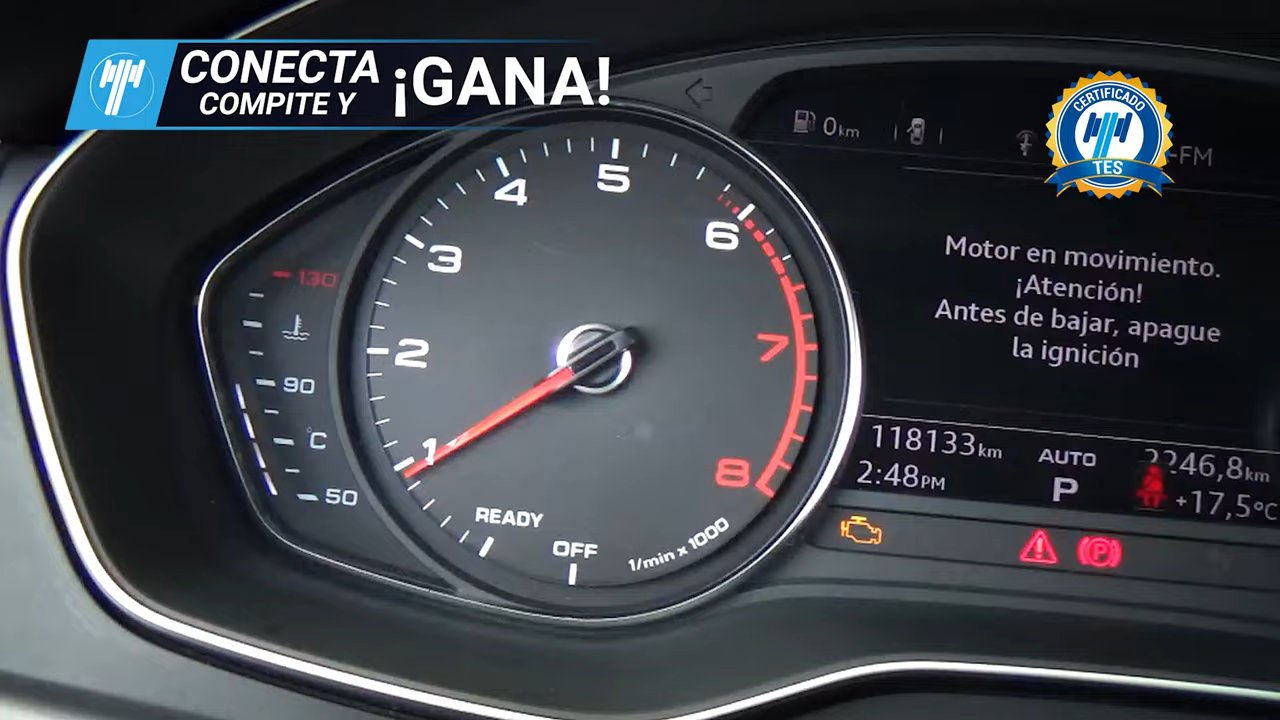 CONECTA
COMPITE Y ¡GANA!
CERTIFICADO
TES
0km
-FM
Motor en movimiento.
¡Atención!
Antes de bajar, apague
la ignición
118133km
AUTO
2246,8km
2:48PM
P
+17,5°C
130
90
°C
50
1
2
3
4
5
6
7
8
READY
OFF
1/min x 1000